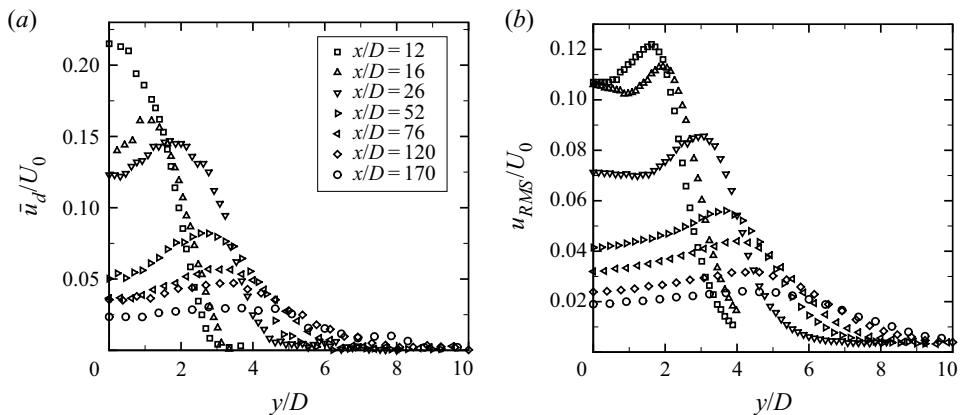 (a)
0.20
0.15
0.10
0.05
0
2
4
6
8
10
ū_d/U_0
y/D
x/D = 12
x/D = 16
x/D = 26
x/D = 52
x/D = 76
x/D = 120
x/D = 170
(b)
0.12
0.10
0.08
0.06
0.04
0.02
0
2
4
6
8
10
u_RMS/U_0
y/D